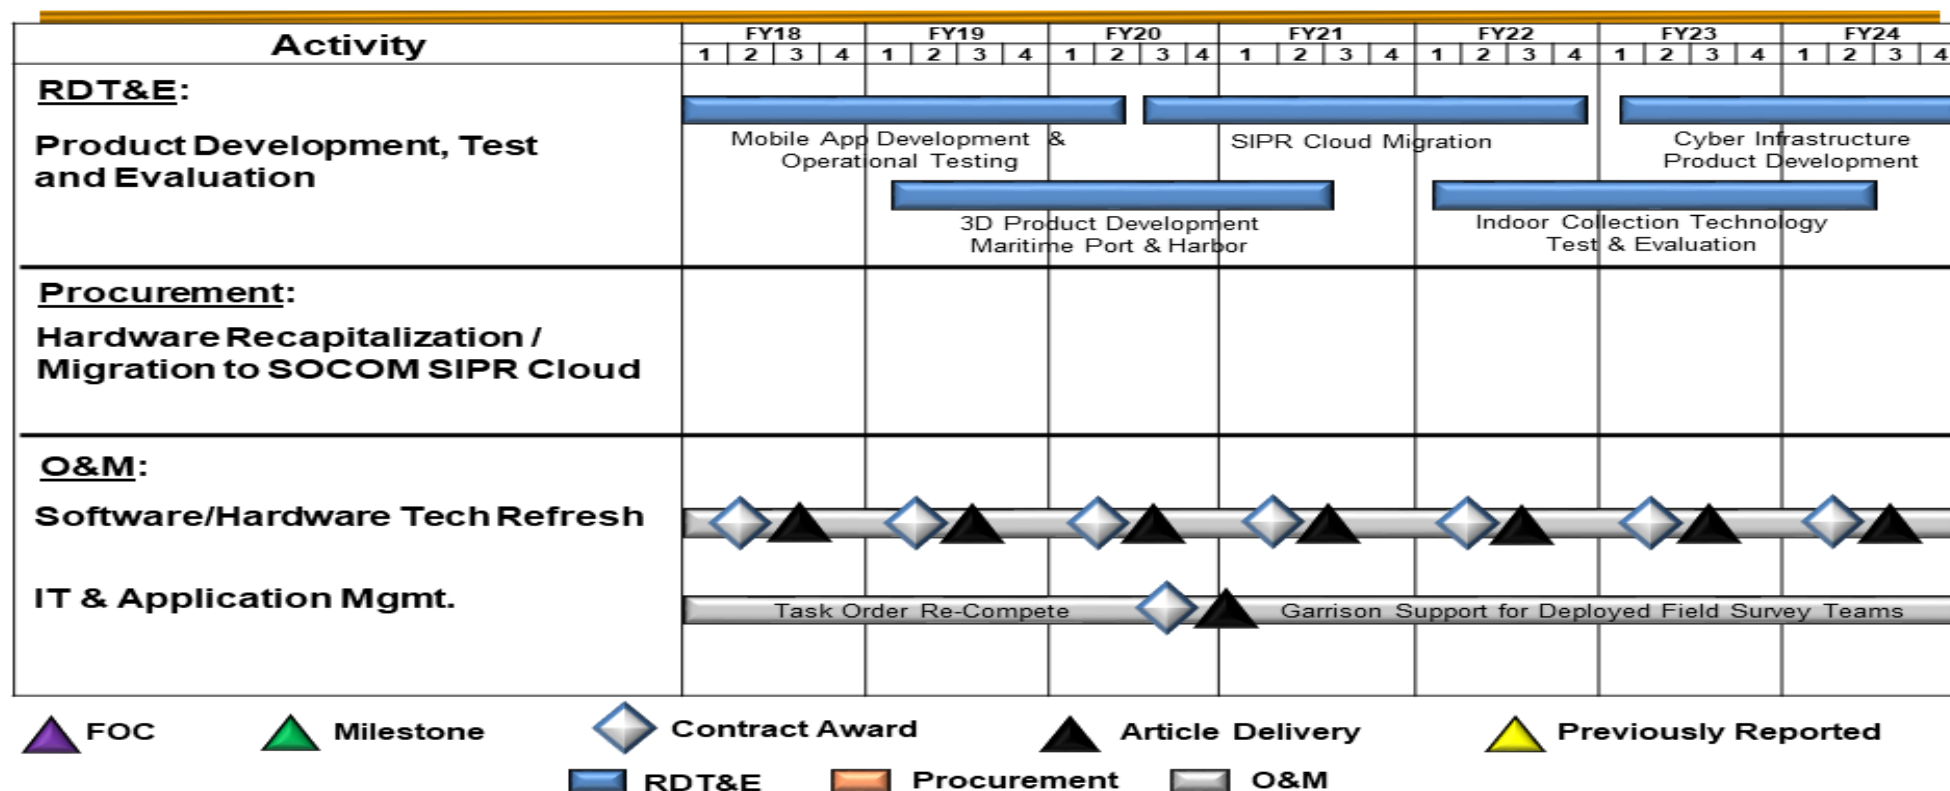 Activity
FY18 FY19 FY20 FY21 FY22 FY23 FY24
1 2 3 4 1 2 3 4 1 2 3 4 1 2 3 4 1 2 3 4 1 2 3 4 1 2 3 4
RDT&E:
Product Development, Test
and Evaluation
Mobile App Development &
Operational Testing
SIPR Cloud Migration
Cyber Infrastructure
Product Development
3D Product Development
Maritime Port & Harbor
Indoor Collection Technology
Test & Evaluation
Procurement:
Hardware Recapitalization /
Migration to SOCOM SIPR Cloud
O&M:
Software/Hardware Tech Refresh
IT & Application Mgmt.
Task Order Re-Compete
Garrison Support for Deployed Field Survey Teams
FOC Milestone Contract Award Article Delivery Previously Reported
RDT&E Procurement O&M